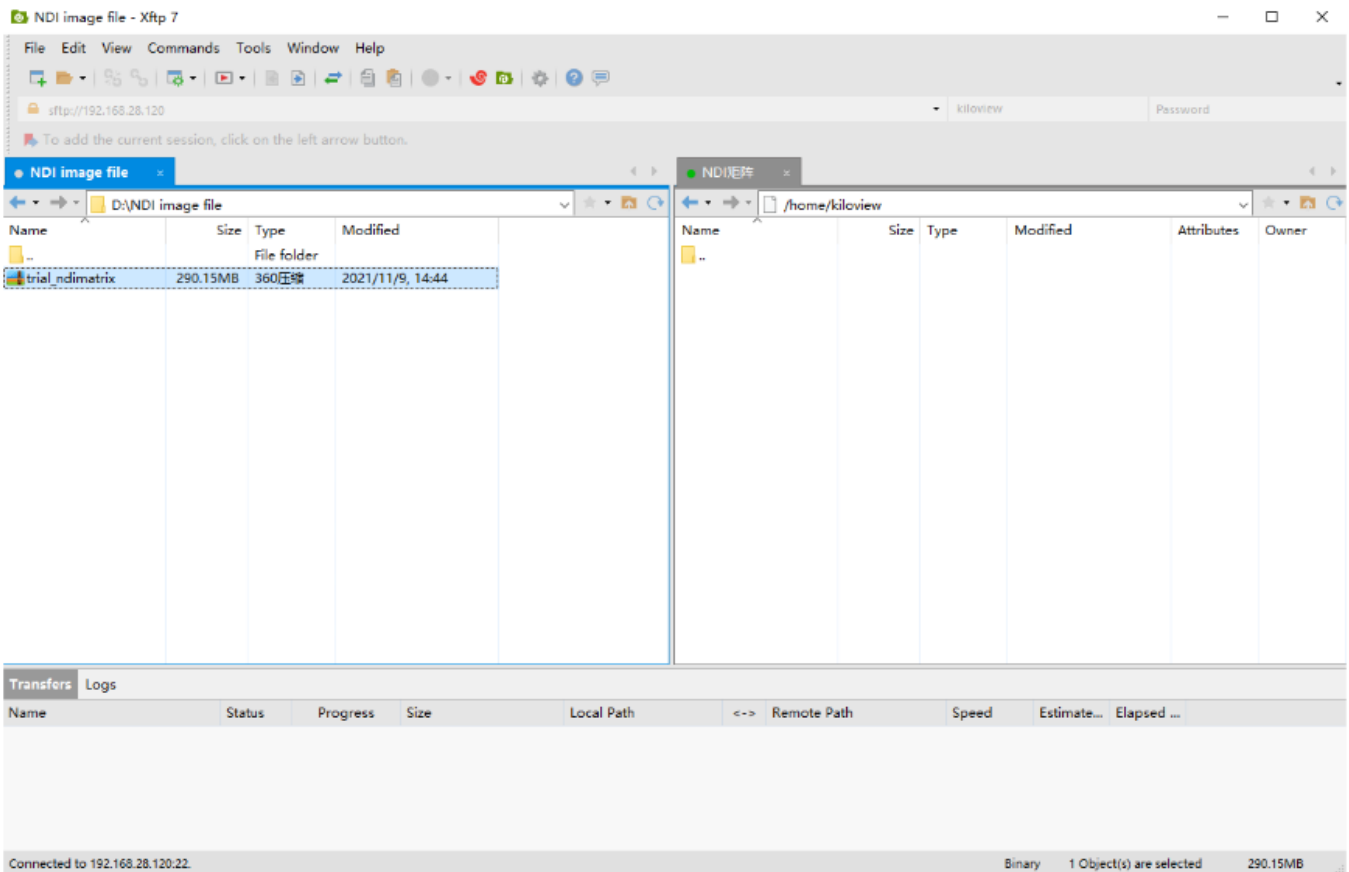 NDI image file - Xftp 7
File Edit View Commands Tools Window Help
sftp://192.168.28.120 kiloview Password
To add the current session, click on the left arrow button.
NDI image file
NDI矩阵
D:\NDI image file
/home/kiloview
Name Size Type Modified
Name Size Type Modified Attributes Owner
.. File folder
..
trial_ndimatrix 290.15MB 360压缩 2021/11/9, 14:44
Transfers Logs
Name Status Progress Size Local Path <-> Remote Path Speed Estimate... Elapsed ...
Connected to 192.168.28.120:22. Binary 1 Object(s) are selected 290.15MB